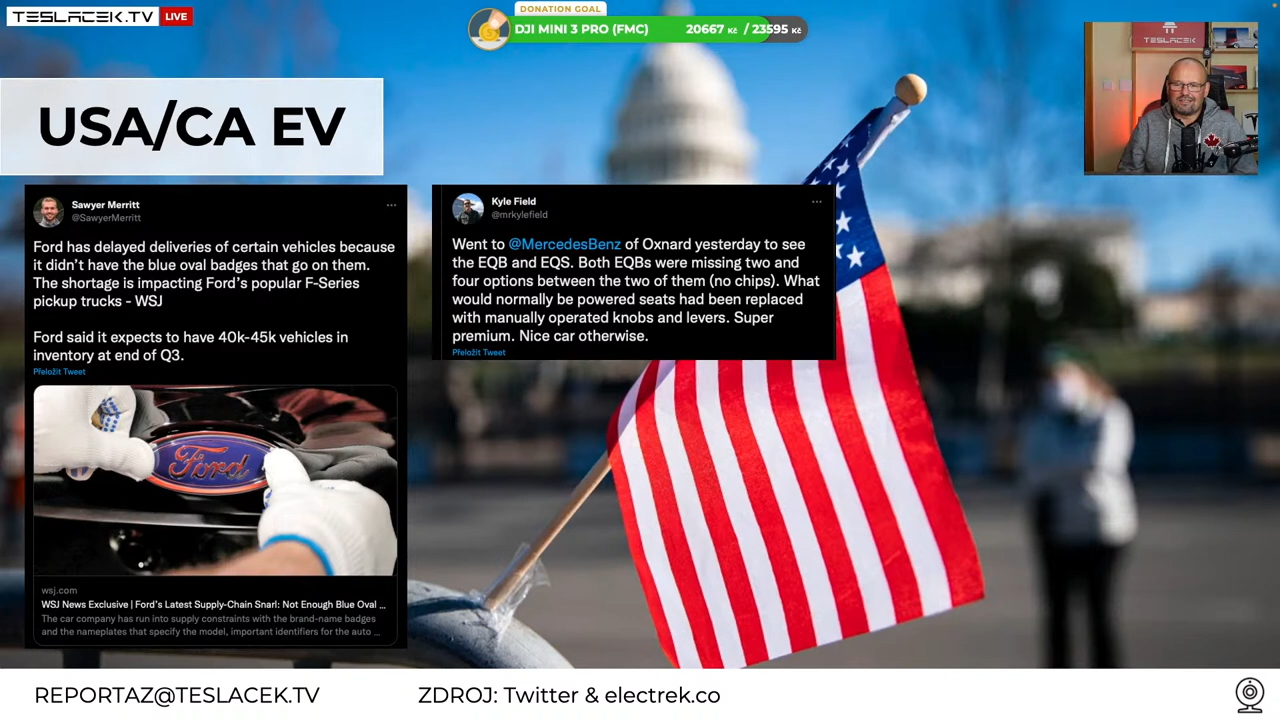 TESLACEK.TV LIVE
DONATION GOAL
DJI MINI 3 PRO (FMC) 20667 Kč / 23595 Kč
TESLACEK
USA/CA EV
Sawyer Merritt
@SawyerMerritt
Ford has delayed deliveries of certain vehicles because
it didn't have the blue oval badges that go on them.
The shortage is impacting Ford's popular F-Series
pickup trucks - WSJ
Ford said it expects to have 40k-45k vehicles in
inventory at end of Q3.
Přeložit Tweet
Ford
wsj.com
WSJ News Exclusive | Ford's Latest Supply-Chain Snarl: Not Enough Blue Oval ...
The car company has run into supply constraints with the brand-name badges
and the nameplates that specify the model, important identifiers for the auto ...
Kyle Field
@mrkylefield
Went to @MercedesBenz of Oxnard yesterday to see
the EQB and EQS. Both EQBs were missing two and
four options between the two of them (no chips). What
would normally be powered seats had been replaced
with manually operated knobs and levers. Super
premium. Nice car otherwise.
Přeložit Tweet
REPORTAZ@TESLACEK.TV
ZDROJ: Twitter & electrek.co